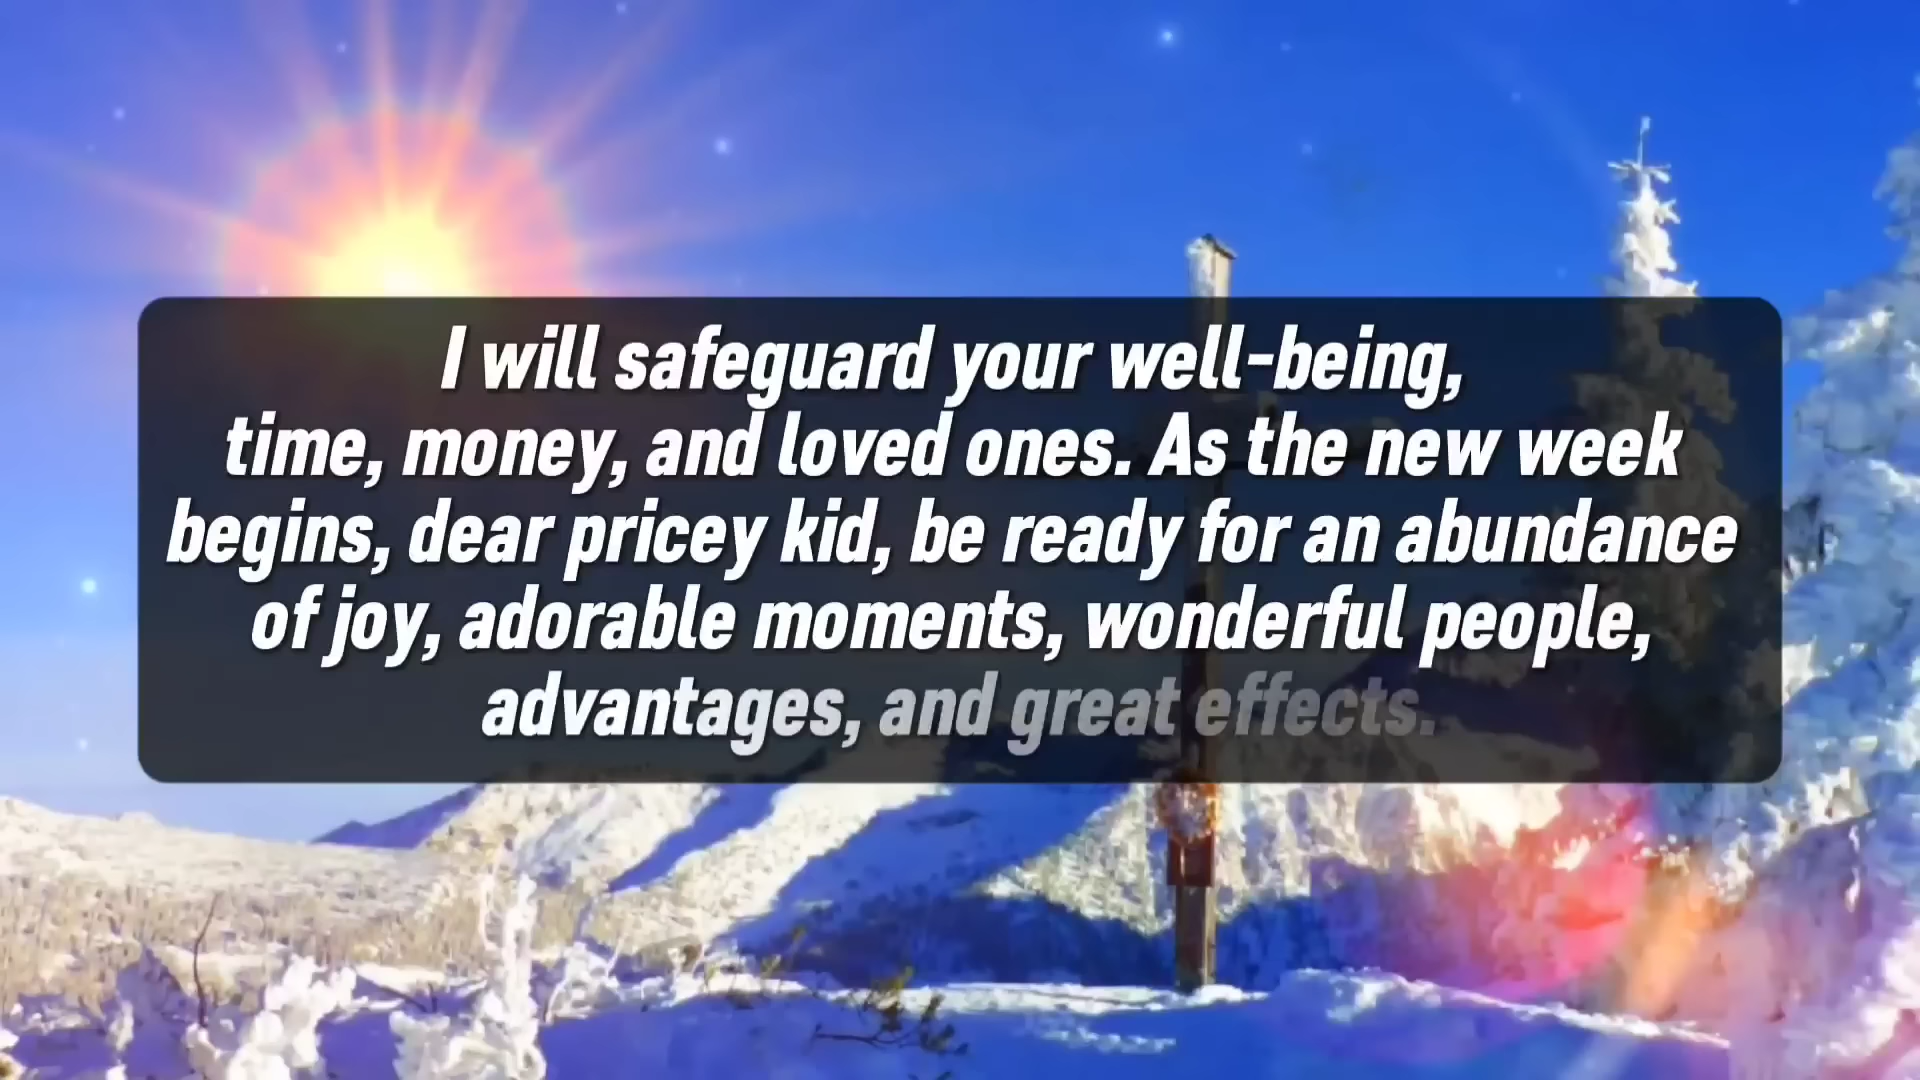 I will safeguard your well-being,
time, money, and loved ones. As the new week
begins, dear pricey kid, be ready for an abundance
of joy, adorable moments, wonderful people,
advantages, and great effects.